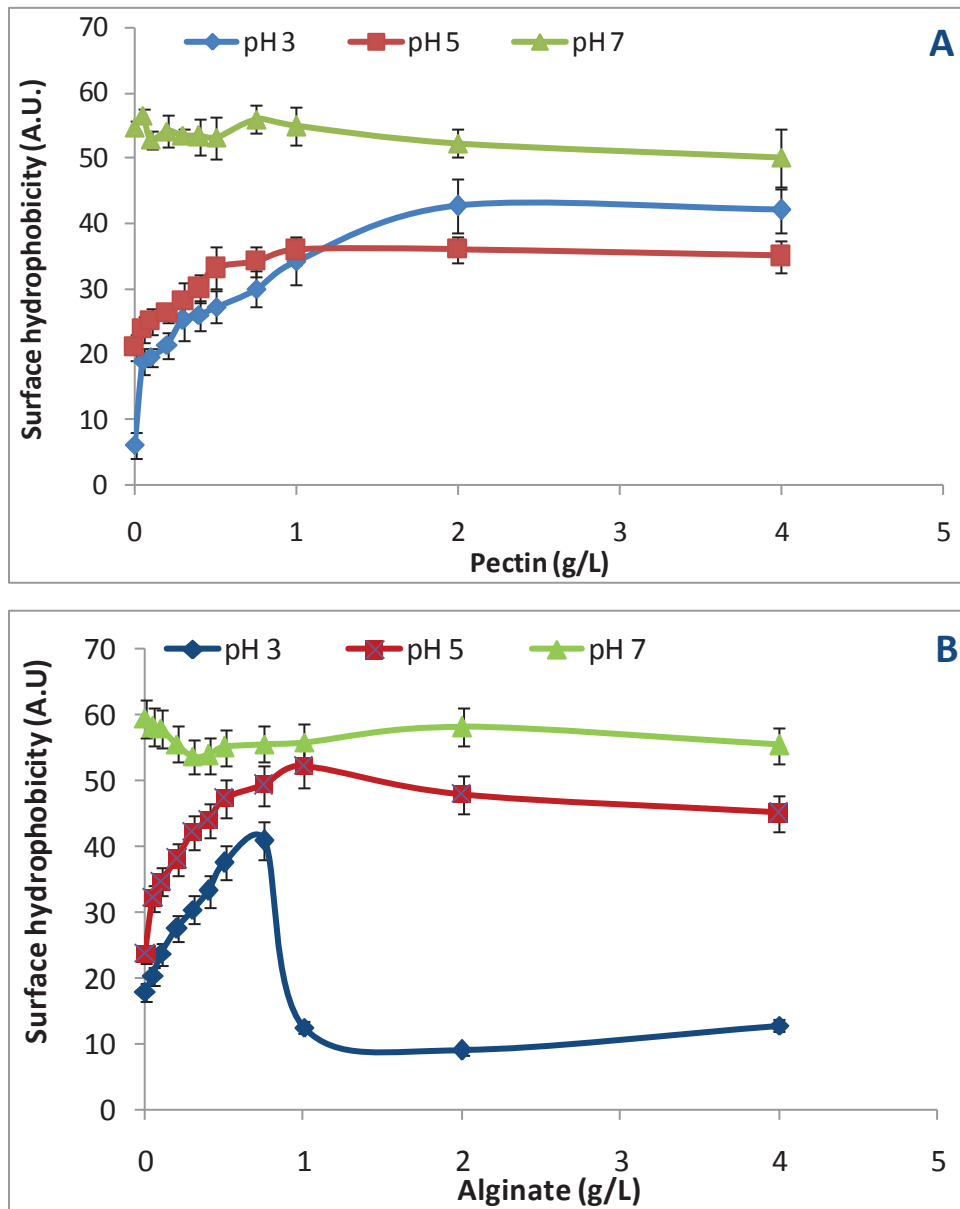 pH 3 pH 5 pH 7 A
Surface hydrophobicity (A.U.)
70
60
50
40
30
20
10
0
0 1 2 3 4 5
Pectin (g/L)
pH 3 pH 5 pH 7 B
Surface hydrophobicity (A.U)
70
60
50
40
30
20
10
0
0 1 2 3 4 5
Alginate (g/L)